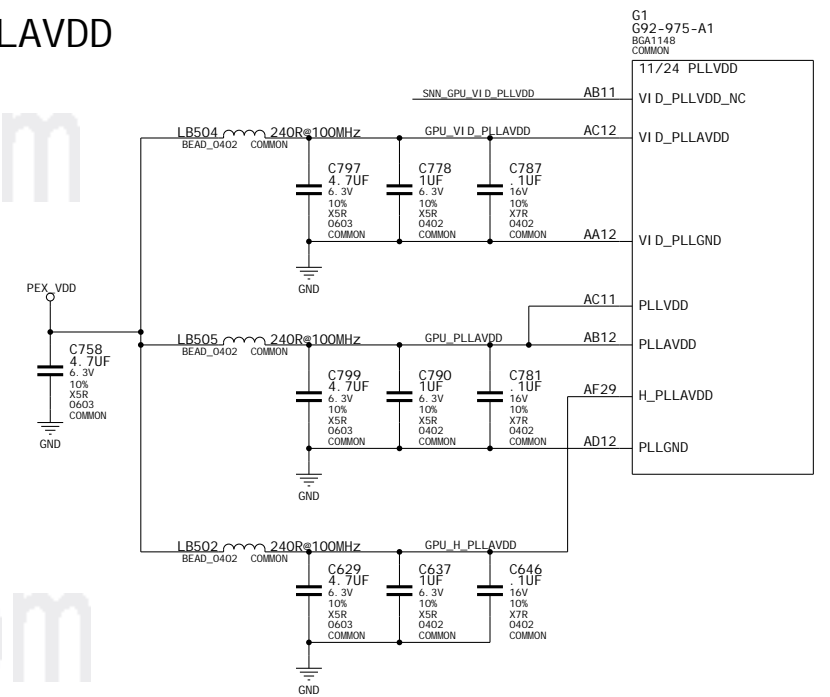 LAVDD
G1
G92-975-A1
BGA1148
COMMON
11/24 PLLVDD
SNN_GPU_VID_PLLVDD
AB11
VID_PLLVDD_NC
LB504
240R@100MHz
GPU_VID_PLLAVDD
AC12
VID_PLLAVDD
BEAD_0402
COMMON
C797
4.7UF
6.3V
10%
X5R
0603
COMMON
C778
1UF
6.3V
10%
X5R
0402
COMMON
C787
.1UF
16V
10%
X7R
0402
COMMON
AA12
VID_PLLGND
GND
PEX_VDD
AC11
PLLVDD
LB505
240R@100MHz
GPU_PLLAVDD
AB12
PLLAVDD
BEAD_0402
COMMON
C758
4.7UF
6.3V
10%
X5R
0603
COMMON
GND
C799
4.7UF
6.3V
10%
X5R
0603
COMMON
C790
1UF
6.3V
10%
X5R
0402
COMMON
C781
.1UF
16V
10%
X7R
0402
COMMON
AF29
H_PLLAVDD
AD12
PLLGND
GND
LB502
240R@100MHz
GPU_H_PLLAVDD
BEAD_0402
COMMON
C629
4.7UF
6.3V
10%
X5R
0603
COMMON
C637
1UF
6.3V
10%
X5R
0402
COMMON
C646
.1UF
16V
10%
X7R
0402
COMMON
GND